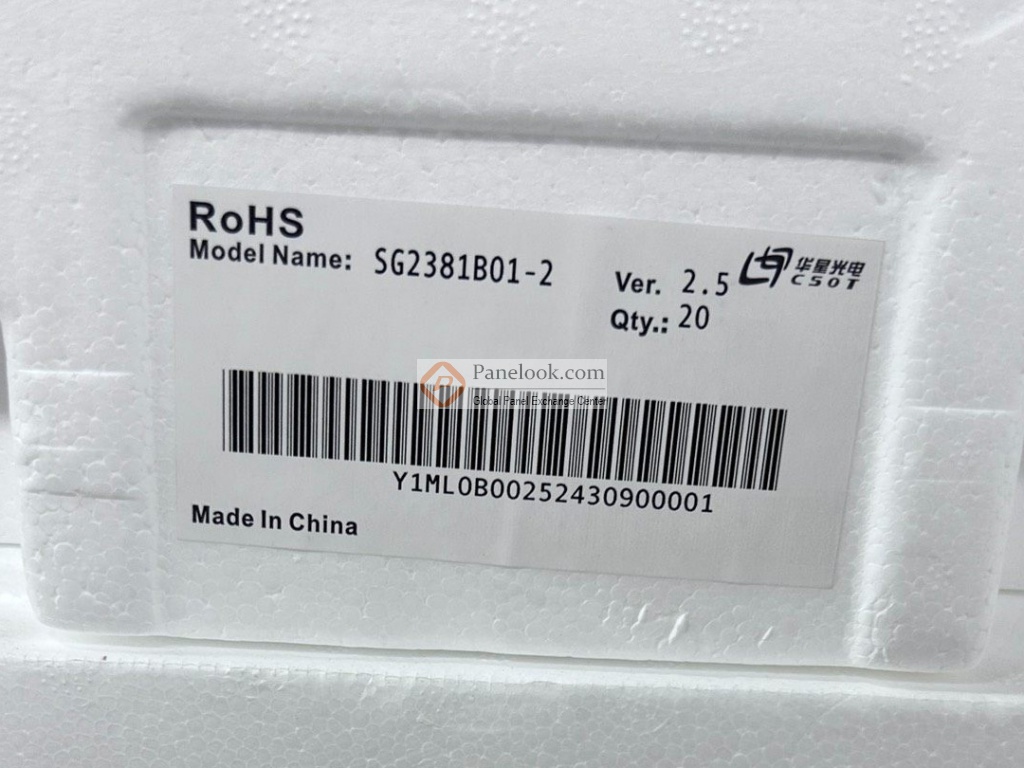 RoHS
Model Name: SG2381B01-2
Ver. 2.5
华星光电
CSOT
Qty.: 20
Panelook.com
Global Panel Exchange Center
Y1ML0B00252430900001
Made In China